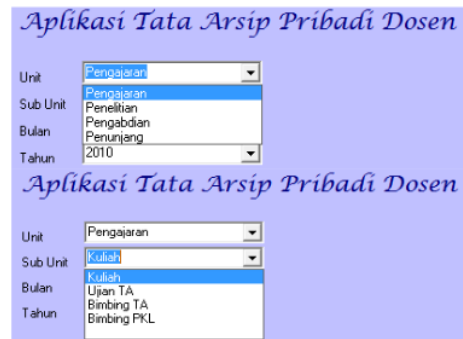 Aplikasi Tata Arsip Pribadi Dosen
Unit Pengajaran
Pengajaran
Sub Unit Penelitian
Pengabdian
Bulan Penunjang
Tahun 2010
Aplikasi Tata Arsip Pribadi Dosen
Unit Pengajaran
Sub Unit Kuliah
Kuliah
Bulan Ujian TA
Bimbing TA
Tahun Bimbing PKL